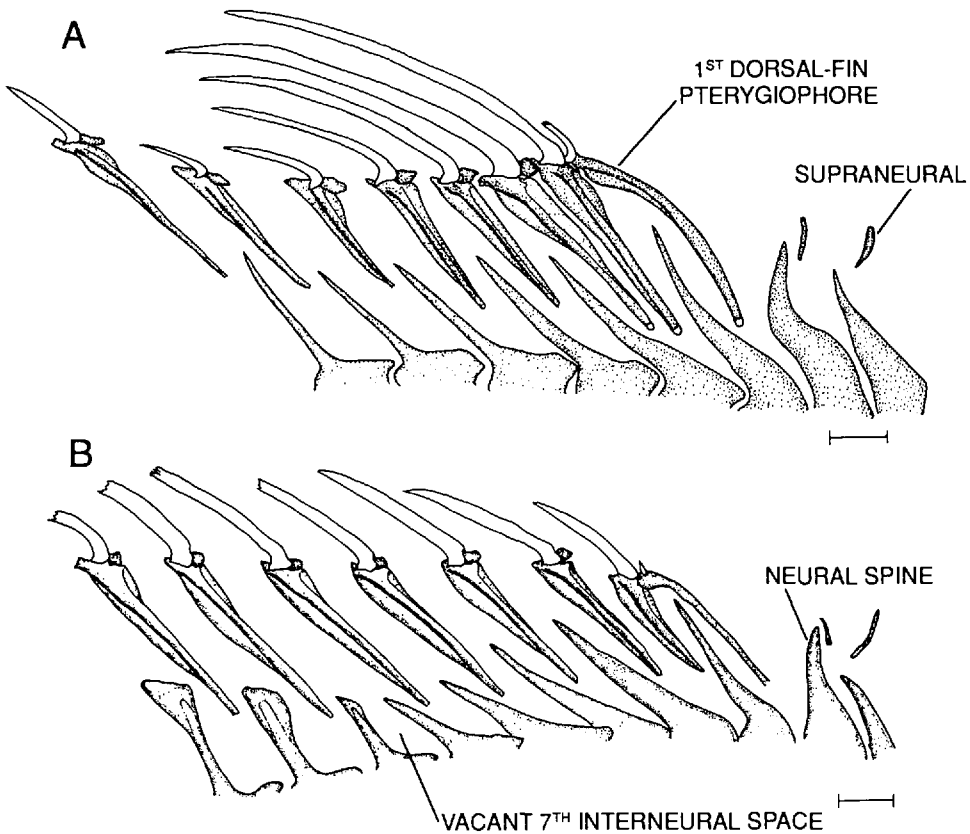 A
1ST DORSAL-FIN
PTERYGIOPHORE
SUPRANEURAL
B
NEURAL SPINE
VACANT 7TH INTERNEURAL SPACE